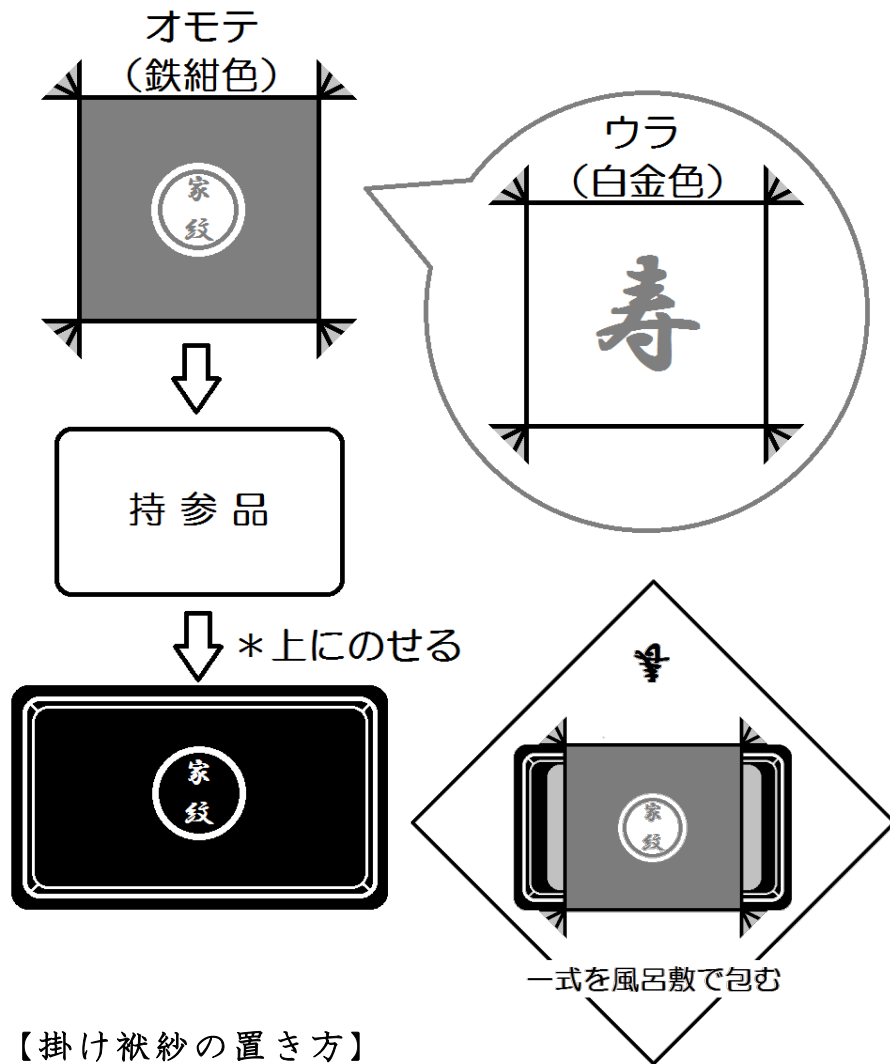 オモテ
(鉄紺色)
家
紋
ウラ
(白金色)
寿
持参品
*上にのせる
家
紋
寿
家
紋
一式を風呂敷で包む
【掛け袱紗の置き方】